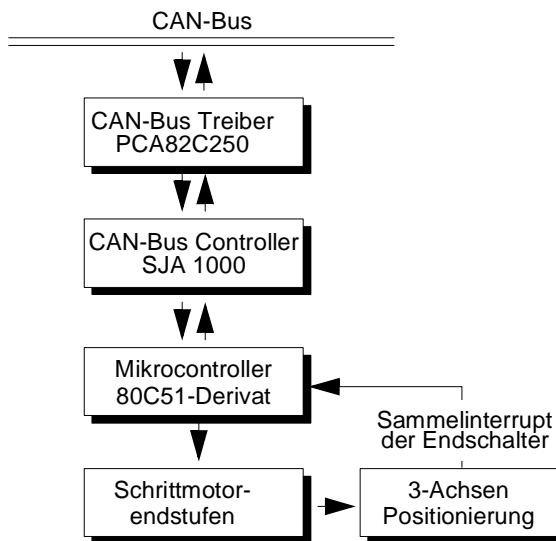 CAN-Bus
CAN-Bus Treiber
PCA82C250
CAN-Bus Controller
SJA 1000
Mikrocontroller
80C51-Derivat
Sammelinterrupt
der Endschalter
Schrittmotor-
endstufen
3-Achsen
Positionierung